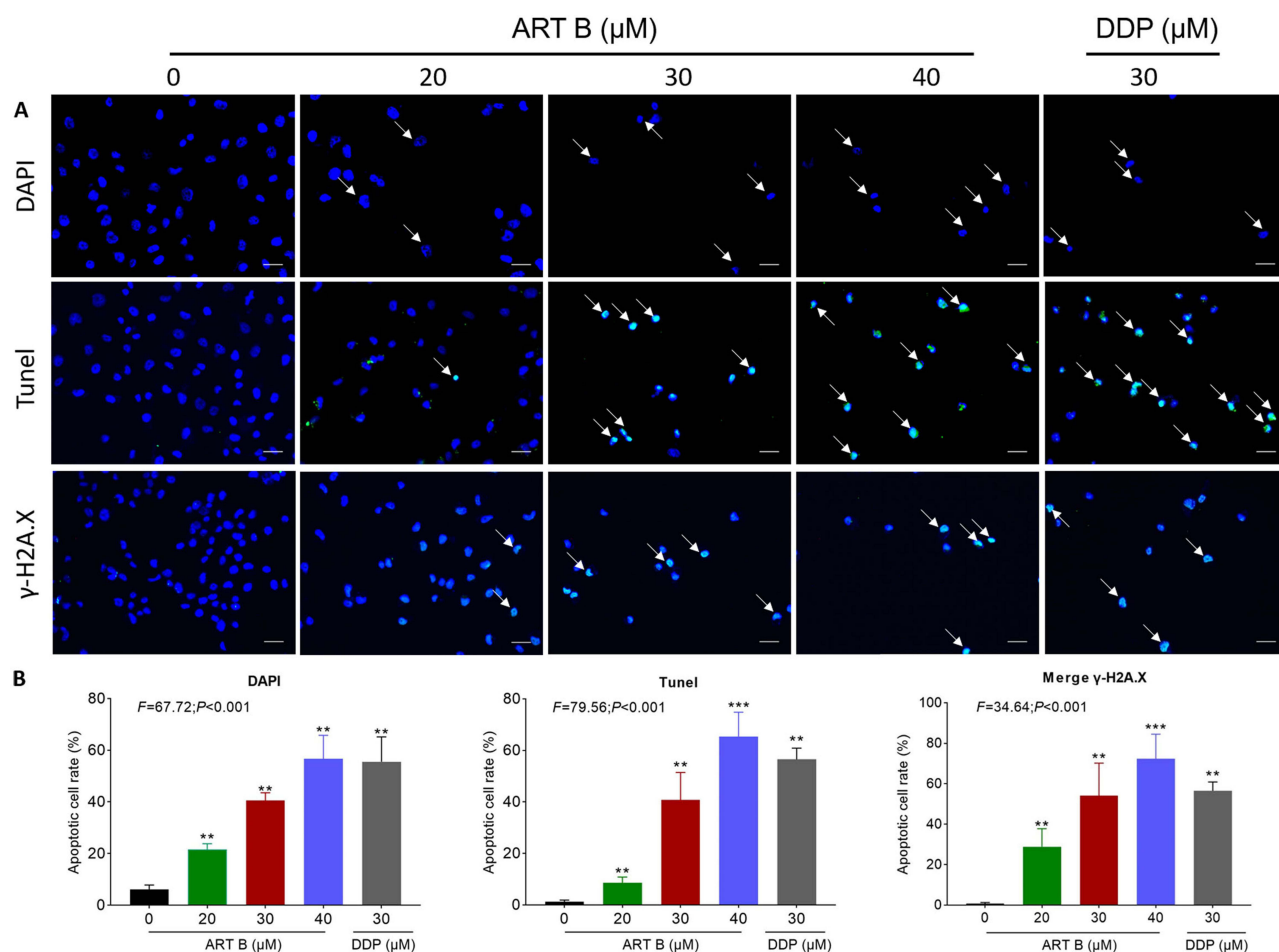 ART B (μM)
DDP (μM)
0
20
30
40
30
A
DAPI
Tunel
γ-H2A.X
B
DAPI
F=67.72;P<0.001
Apoptotic cell rate (%)
80
60
40
20
0
**
**
**
**
0
20
30
40
30
ART B (μM)
DDP (μM)
Tunel
F=79.56;P<0.001
Apoptotic cell rate (%)
80
60
40
20
0
**
**
***
**
0
20
30
40
30
ART B (μM)
DDP (μM)
Merge γ-H2A.X
F=34.64;P<0.001
Apoptotic cell rate (%)
100
80
60
40
20
0
**
**
***
**
0
20
30
40
30
ART B (μM)
DDP (μM)